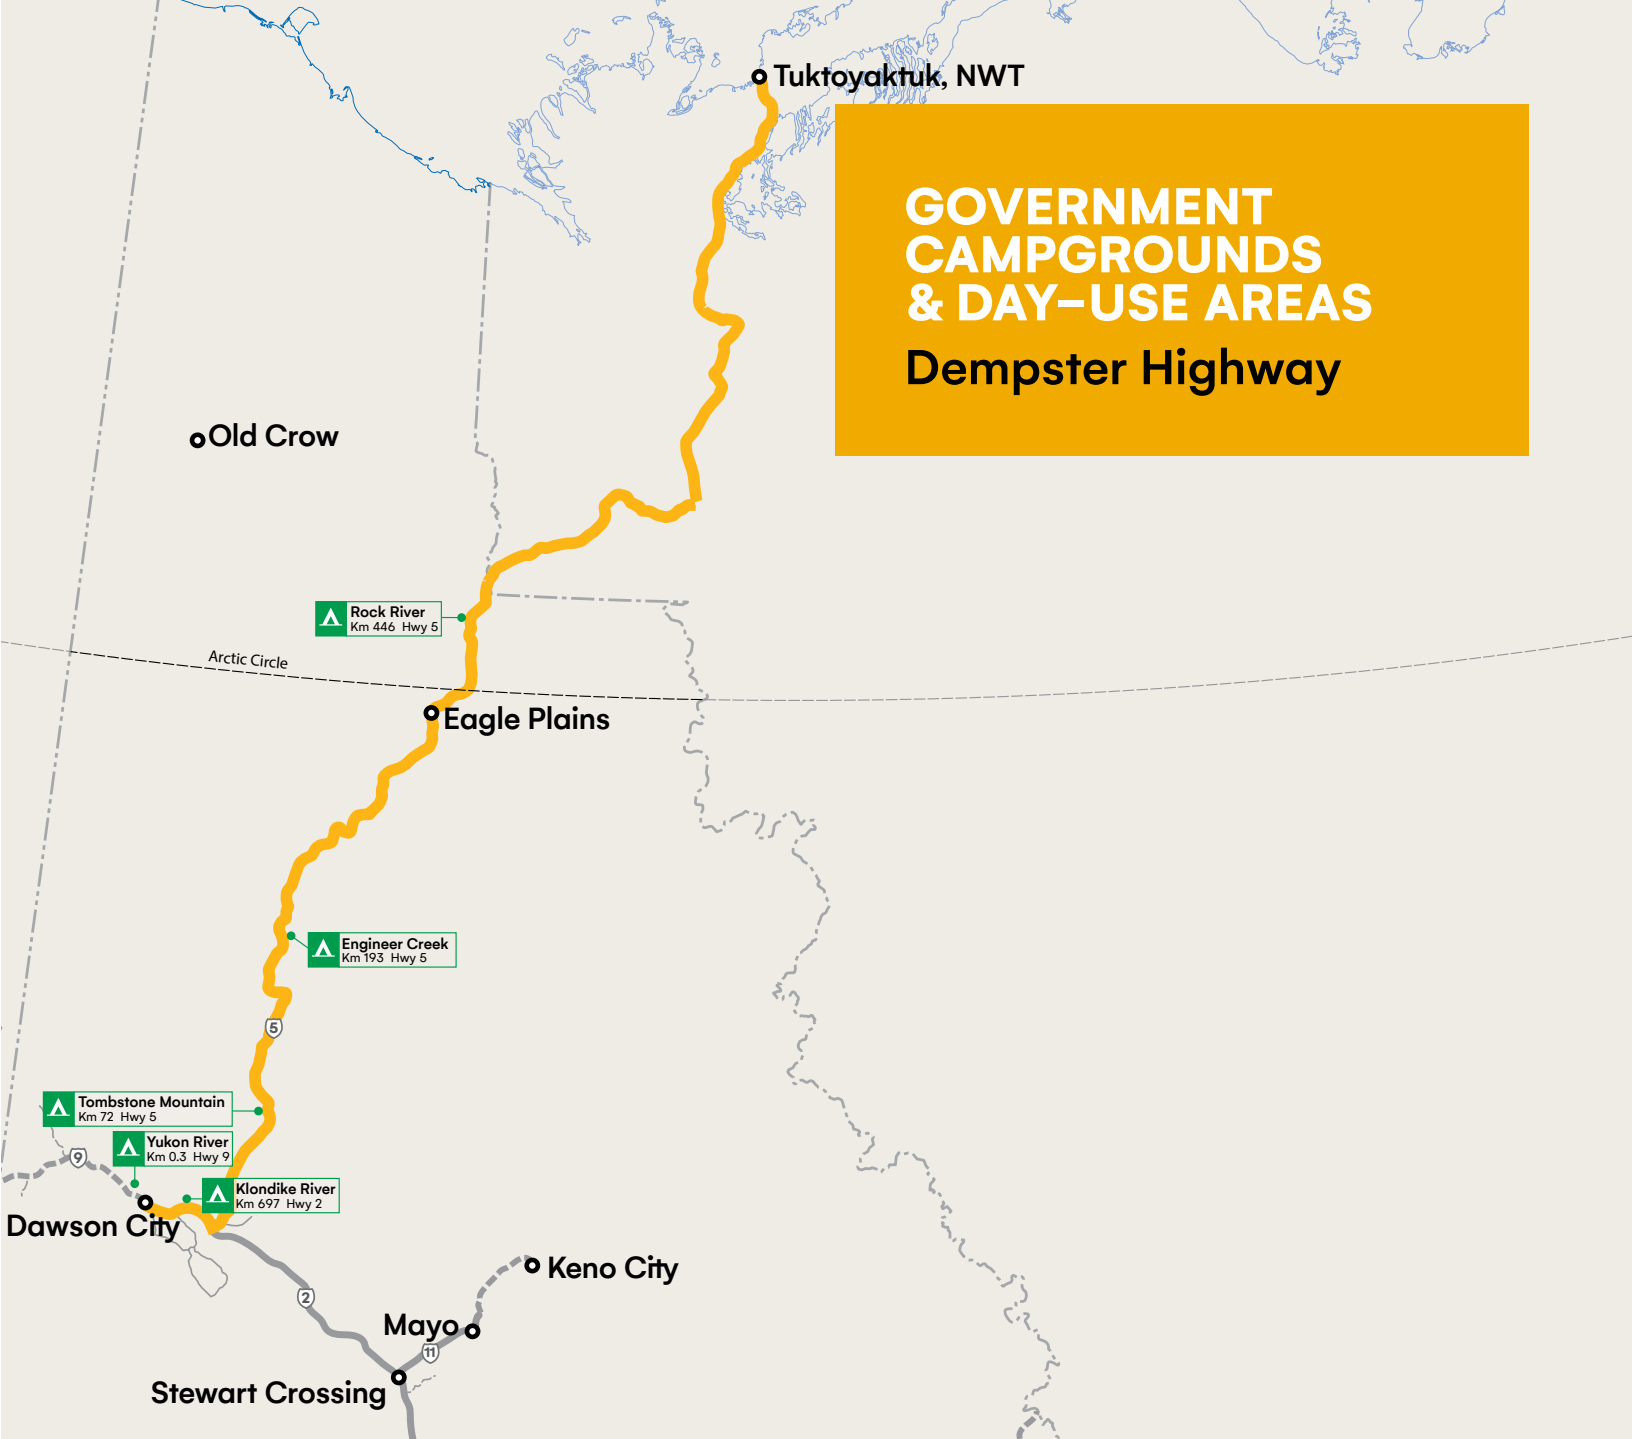 Tuktoyaktuk, NWT
GOVERNMENT
CAMPGROUNDS
& DAY–USE AREAS
Dempster Highway
Old Crow
Rock River
Km 446 Hwy 5
Arctic Circle
Eagle Plains
Engineer Creek
Km 193 Hwy 5
5
Tombstone Mountain
Km 72 Hwy 5
Yukon River
Km 0.3 Hwy 9
9
Klondike River
Km 697 Hwy 2
Dawson City
Keno City
2
Mayo
11
Stewart Crossing